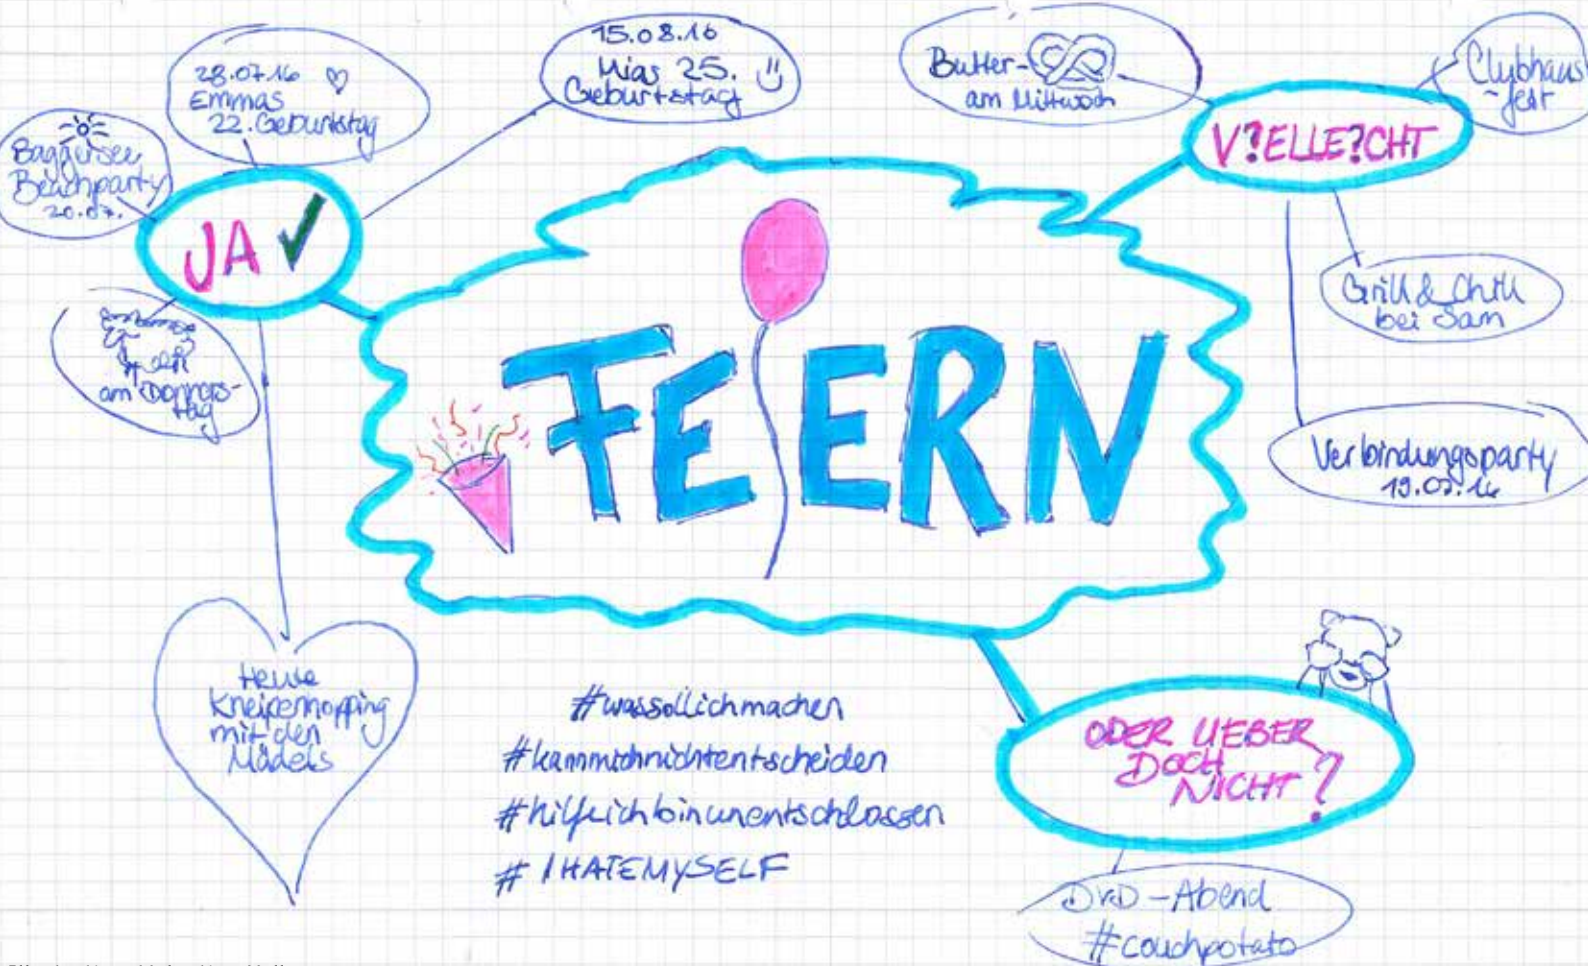 28.07.16
Emmas
22. Geburtstag
15.08.16
Mias 25.
Geburtstag
Butter-
am Mittwoch
Clubhaus
-fest
Baggersee
Beachparty
20.07.
JA
V?ELLE?CHT
am Donners-
tag
Grill & Chill
bei Sam
FEIERN
Verbindungsparty
19.07.16
Heute
Kneipenhopping
mit den
Mädels
#wassollichmachen
#kannmichnichtentscheiden
#hilfeichbinunentschlossen
#IHATEMYSELF
ODER LIEBER
DOCH
NICHT?
DVD-Abend
#couchpotato